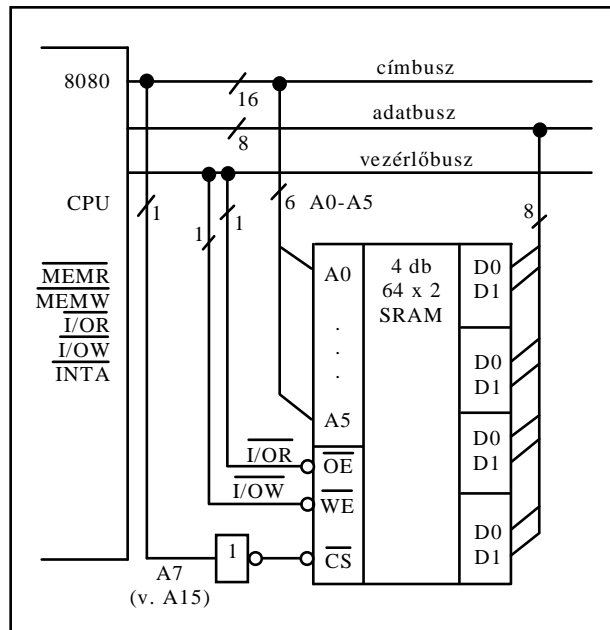 8080
címbusz
16
adatbusz
8
vezérlőbusz
CPU
1
1
1
6 A0-A5
8
MEMR
MEMW
I/OR
I/OW
INTA
A0
.
.
.
A5
4 db
64 x 2
SRAM
D0
D1
D0
D1
D0
D1
D0
D1
I/OR
OE
I/OW
WE
1
CS
A7
(v. A15)